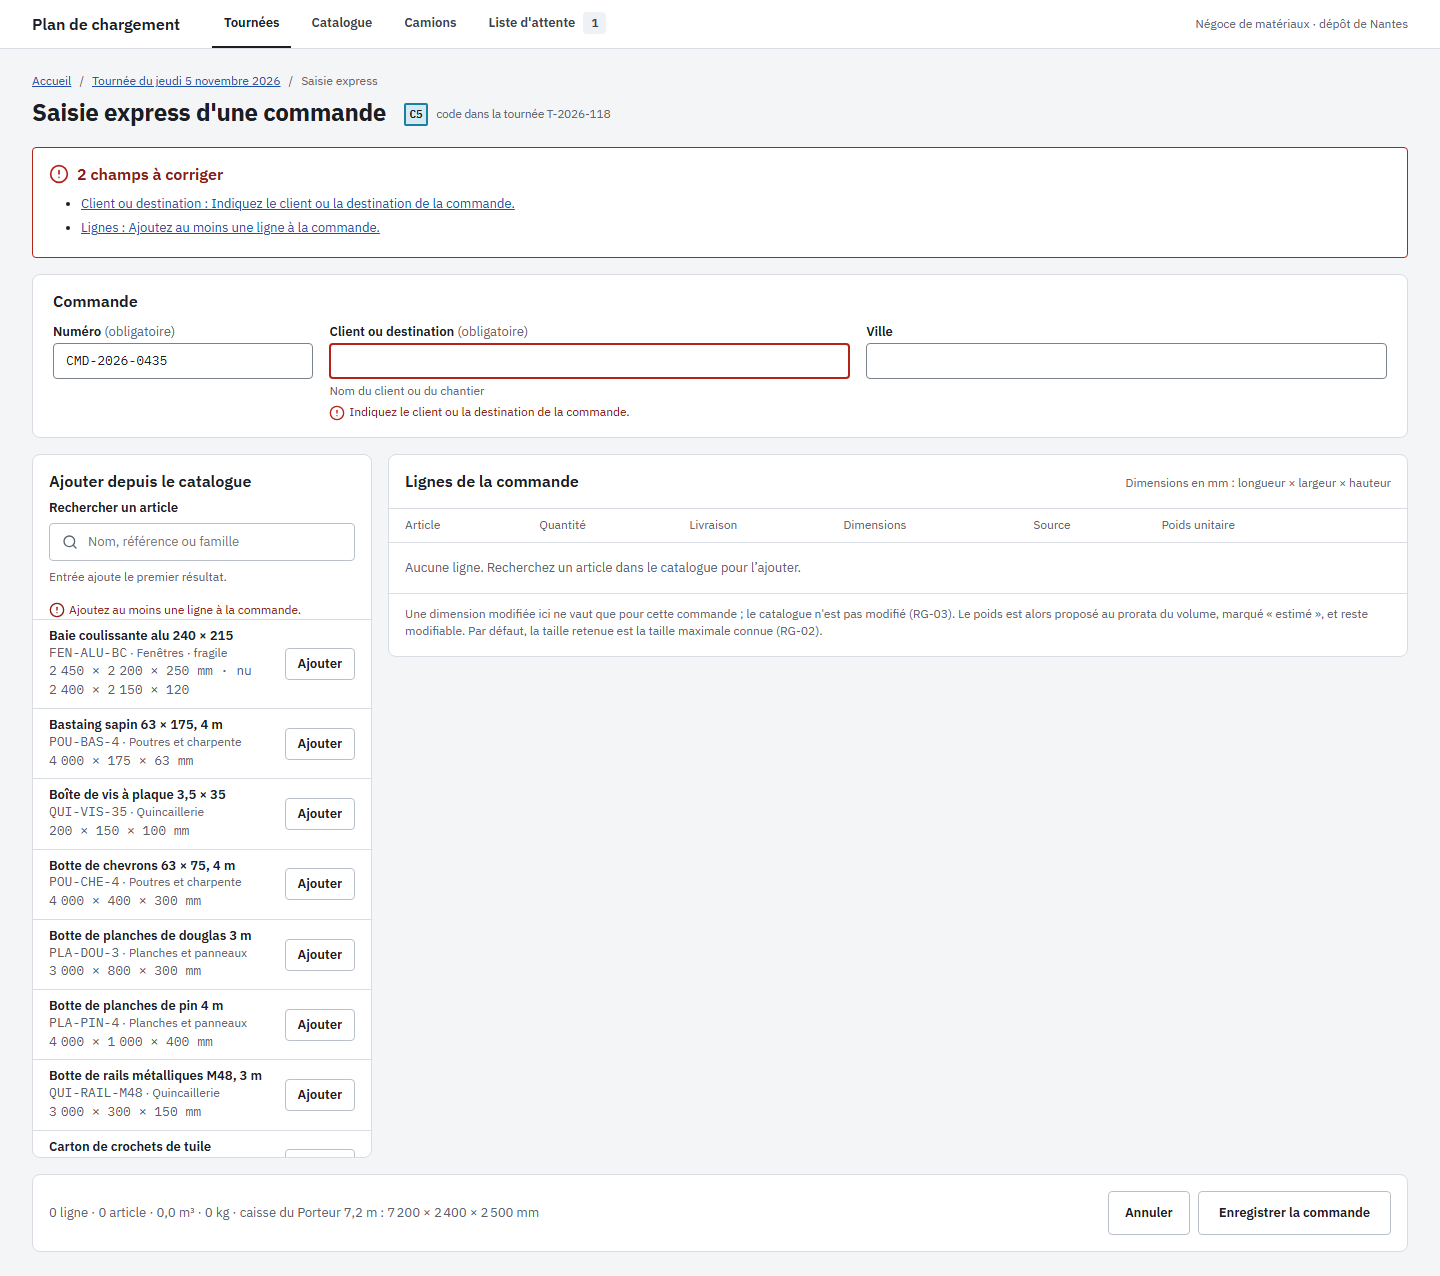 Plan de chargement
Tournées
Catalogue
Camions
Liste d'attente 1
Négoce de matériaux · dépôt de Nantes
Accueil / Tournée du jeudi 5 novembre 2026 / Saisie express
Saisie express d'une commande
C5 code dans la tournée T-2026-118
2 champs à corriger
• Client ou destination : Indiquez le client ou la destination de la commande.
• Lignes : Ajoutez au moins une ligne à la commande.
Commande
Numéro (obligatoire)
CMD-2026-0435
Client ou destination (obligatoire)
Nom du client ou du chantier
Indiquez le client ou la destination de la commande.
Ville
Ajouter depuis le catalogue
Rechercher un article
Nom, référence ou famille
Entrée ajoute le premier résultat.
Ajoutez au moins une ligne à la commande.
Baie coulissante alu 240 × 215
FEN-ALU-BC · Fenêtres · fragile
2 450 × 2 200 × 250 mm · nu
2 400 × 2 150 × 120
Ajouter
Bastaing sapin 63 × 175, 4 m
POU-BAS-4 · Poutres et charpente
4 000 × 175 × 63 mm
Ajouter
Boîte de vis à plaque 3,5 × 35
QUI-VIS-35 · Quincaillerie
200 × 150 × 100 mm
Ajouter
Botte de chevrons 63 × 75, 4 m
POU-CHE-4 · Poutres et charpente
4 000 × 400 × 300 mm
Ajouter
Botte de planches de douglas 3 m
PLA-DOU-3 · Planches et panneaux
3 000 × 800 × 300 mm
Ajouter
Botte de planches de pin 4 m
PLA-PIN-4 · Planches et panneaux
4 000 × 1 000 × 400 mm
Ajouter
Botte de rails métalliques M48, 3 m
QUI-RAIL-M48 · Quincaillerie
3 000 × 300 × 150 mm
Ajouter
Carton de crochets de tuile
Lignes de la commande
Dimensions en mm : longueur × largeur × hauteur
Article Quantité Livraison Dimensions Source Poids unitaire
Aucune ligne. Recherchez un article dans le catalogue pour l’ajouter.
Une dimension modifiée ici ne vaut que pour cette commande ; le catalogue n'est pas modifié (RG-03). Le poids est alors proposé au prorata du volume, marqué « estimé », et reste
modifiable. Par défaut, la taille retenue est la taille maximale connue (RG-02).
0 ligne · 0 article · 0,0 m³ · 0 kg · caisse du Porteur 7,2 m : 7 200 × 2 400 × 2 500 mm
Annuler
Enregistrer la commande